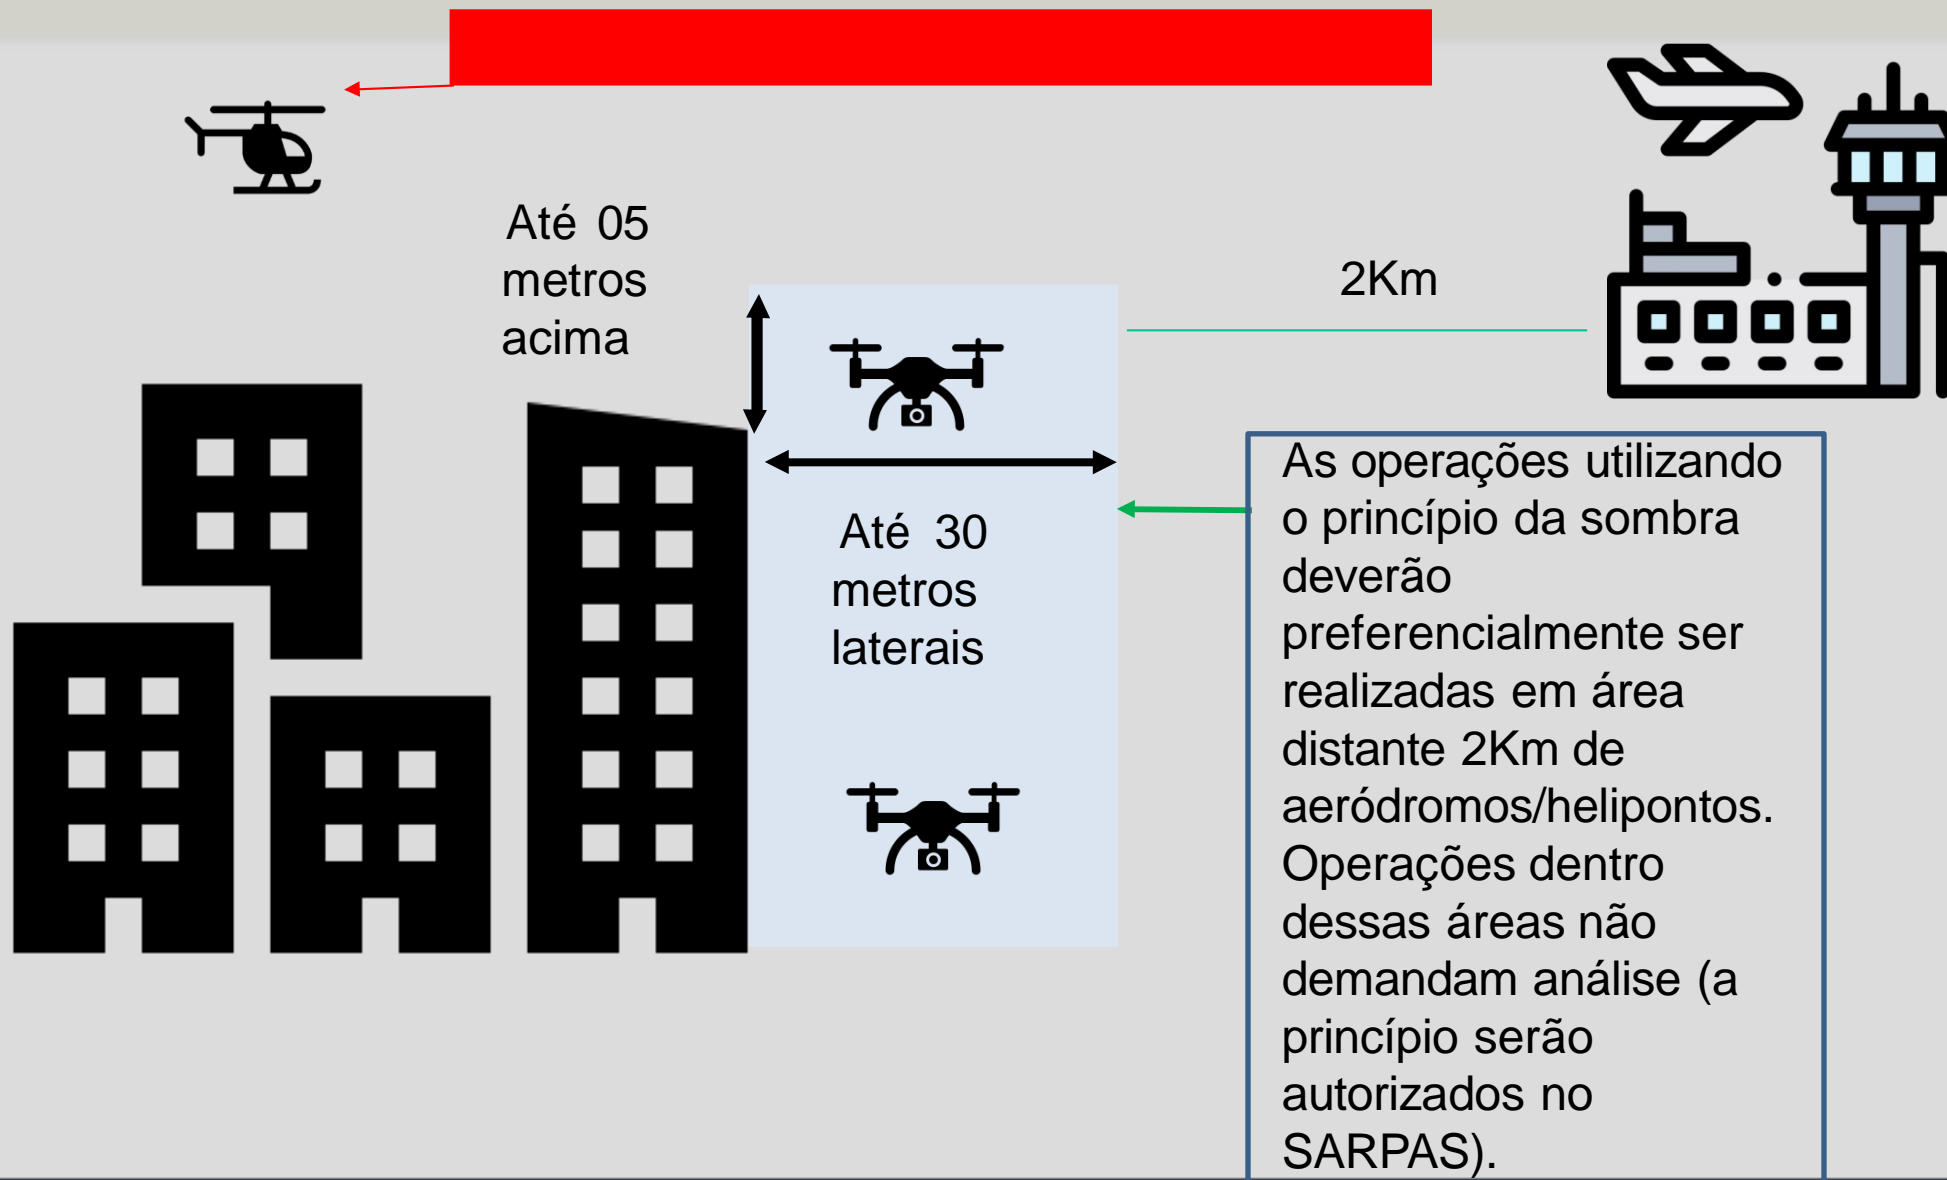 Até 05
metros
acima
2Km
Até 30
metros
laterais
As operações utilizando
o princípio da sombra
deverão
preferencialmente ser
realizadas em área
distante 2Km de
aeródromos/helipontos.
Operações dentro
dessas áreas não
demandam análise (a
princípio serão
autorizados no
SARPAS).